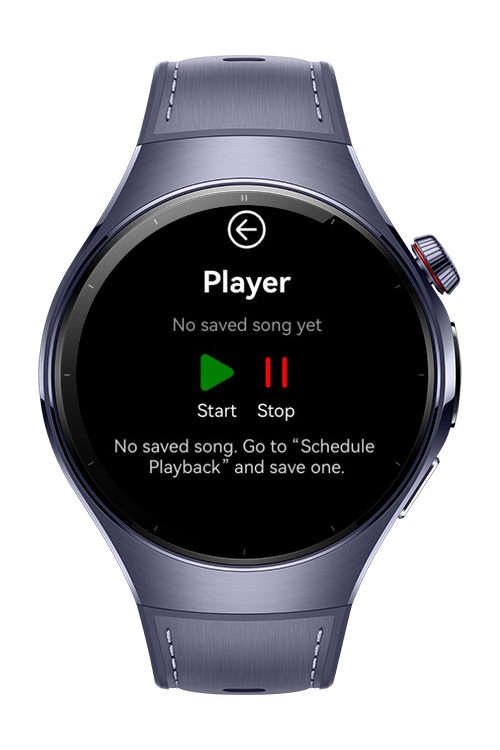 Player
No saved song yet
Start Stop
No saved song. Go to “Schedule
Playback” and save one.